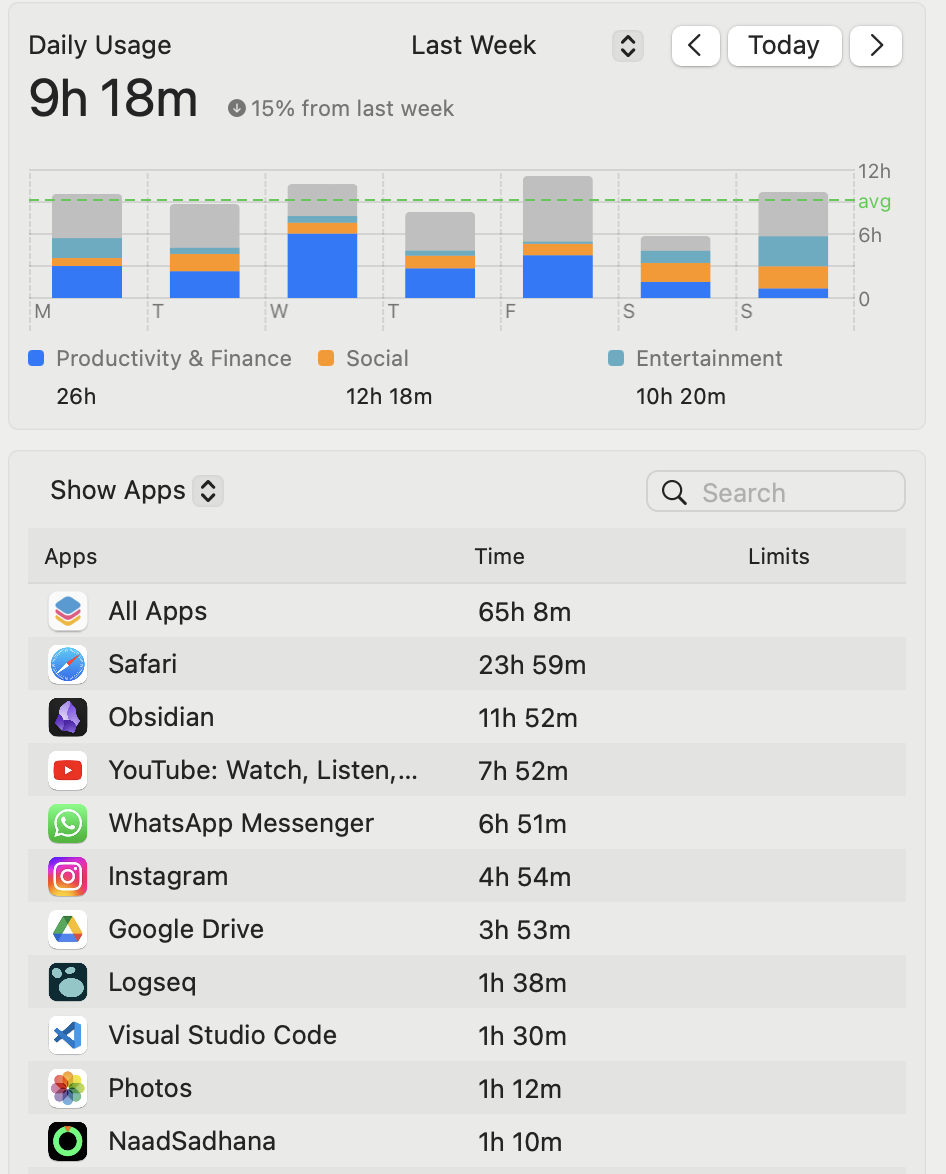 Daily Usage Last Week Today
9h 18m 15% from last week
12h
avg
6h
0
M T W T F S S
Productivity & Finance Social Entertainment
26h 12h 18m 10h 20m
Show Apps Search
Apps Time Limits
All Apps 65h 8m
Safari 23h 59m
Obsidian 11h 52m
YouTube: Watch, Listen,... 7h 52m
WhatsApp Messenger 6h 51m
Instagram 4h 54m
Google Drive 3h 53m
Logseq 1h 38m
Visual Studio Code 1h 30m
Photos 1h 12m
NaadSadhana 1h 10m